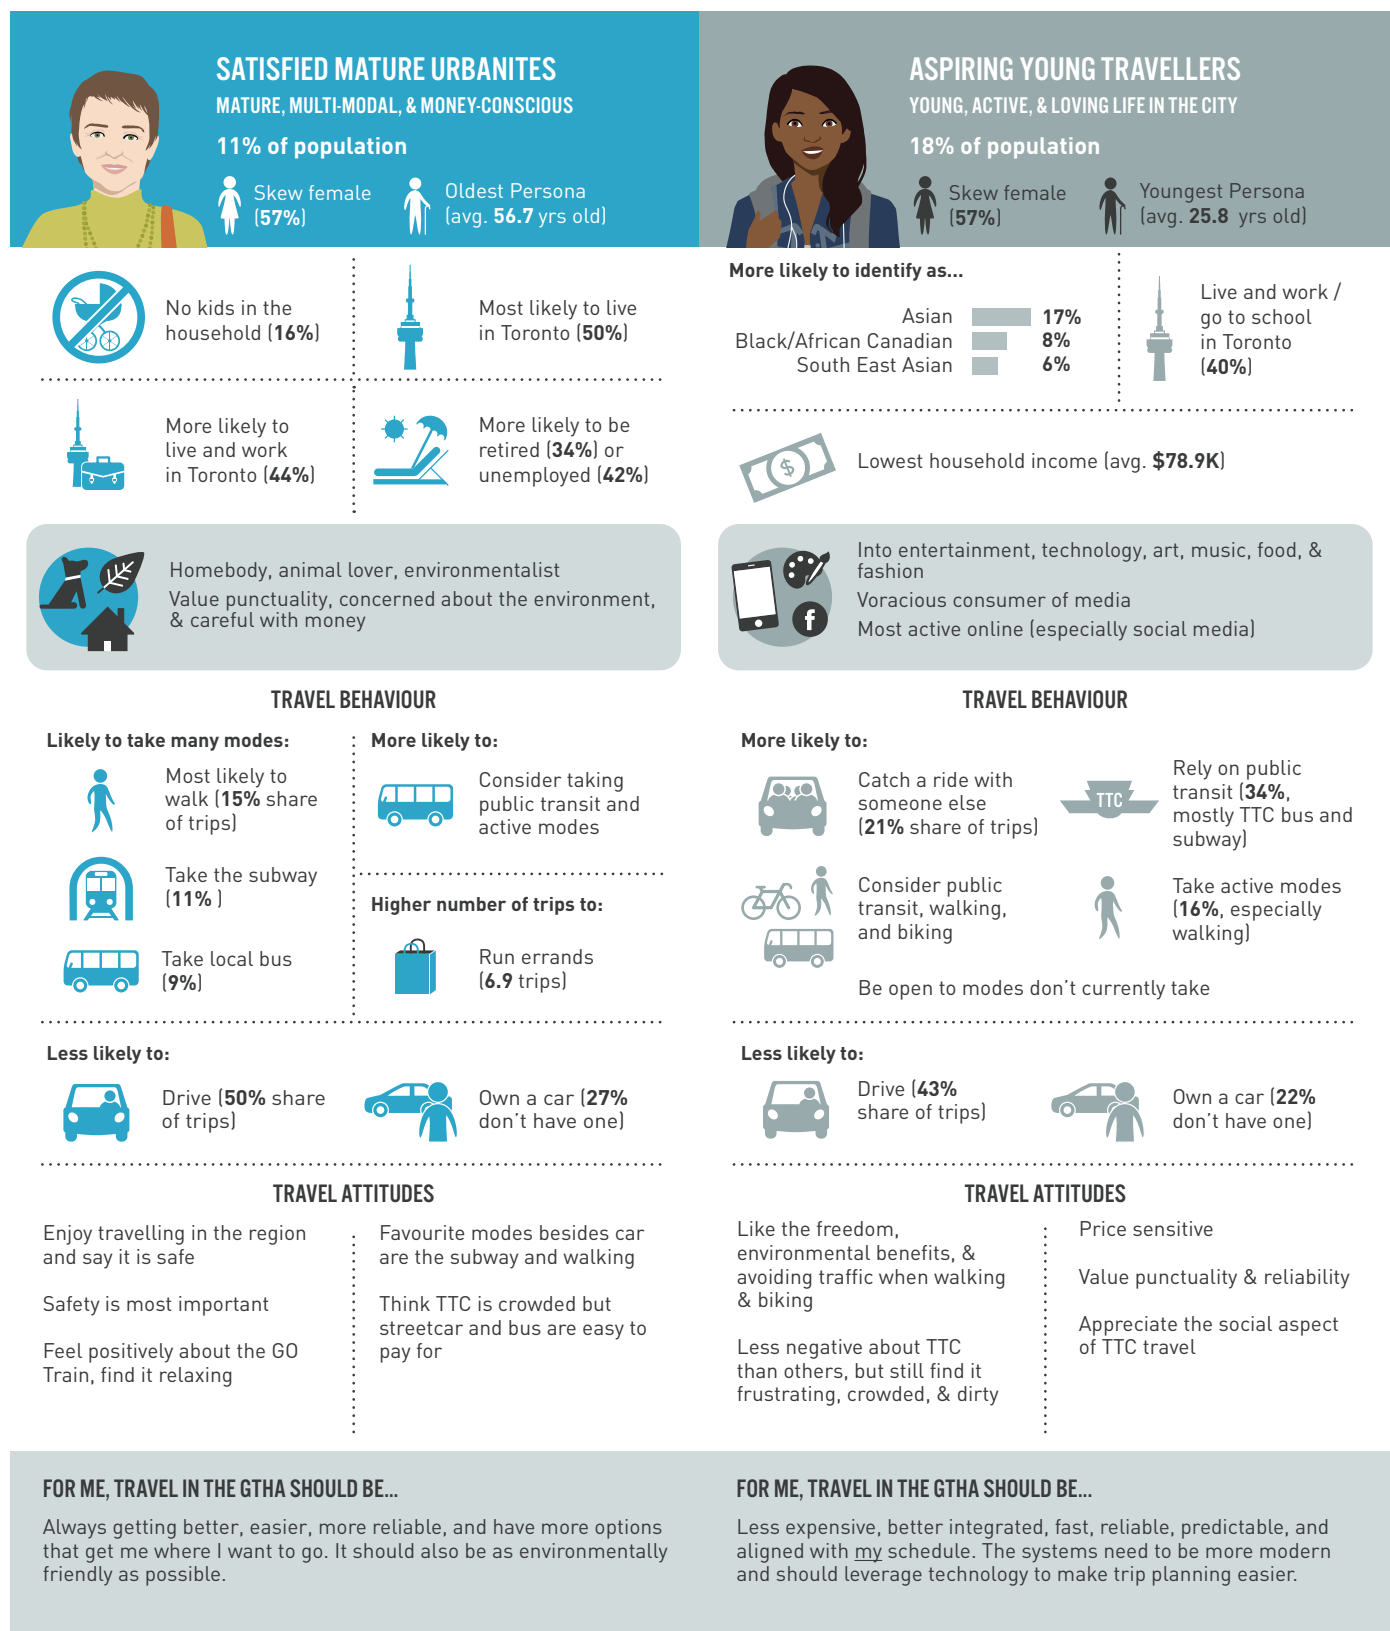 SATISFIED MATURE URBANITES
MATURE, MULTI-MODAL, & MONEY-CONSCIOUS
11% of population
Skew female
(57%)
Oldest Persona
(avg. 56.7 yrs old)
No kids in the
household (16%)
Most likely to live
in Toronto (50%)
More likely to
live and work
in Toronto (44%)
More likely to be
retired (34%) or
unemployed (42%)
Homebody, animal lover, environmentalist
Value punctuality, concerned about the environment,
& careful with money
TRAVEL BEHAVIOUR
Likely to take many modes:
Most likely to
walk (15% share
of trips)
Take the subway
(11% )
Take local bus
(9%)
More likely to:
Consider taking
public transit and
active modes
Higher number of trips to:
Run errands
(6.9 trips)
Less likely to:
Drive (50% share
of trips)
Own a car (27%
don't have one)
TRAVEL ATTITUDES
Enjoy travelling in the region
and say it is safe
Safety is most important
Feel positively about the GO
Train, find it relaxing
Favourite modes besides car
are the subway and walking
Think TTC is crowded but
streetcar and bus are easy to
pay for
FOR ME, TRAVEL IN THE GTHA SHOULD BE...
Always getting better, easier, more reliable, and have more options
that get me where I want to go. It should also be as environmentally
friendly as possible.
ASPIRING YOUNG TRAVELLERS
YOUNG, ACTIVE, & LOVING LIFE IN THE CITY
18% of population
Skew female
(57%)
Youngest Persona
(avg. 25.8 yrs old)
More likely to identify as...
Asian 17%
Black/African Canadian 8%
South East Asian 6%
Live and work /
go to school
in Toronto
(40%)
$
Lowest household income (avg. $78.9K)
f
Into entertainment, technology, art, music, food, &
fashion
Voracious consumer of media
Most active online (especially social media)
TRAVEL BEHAVIOUR
More likely to:
Catch a ride with
someone else
(21% share of trips)
TTC
Rely on public
transit (34%,
mostly TTC bus and
subway)
Consider public
transit, walking,
and biking
Take active modes
(16%, especially
walking)
Be open to modes don't currently take
Less likely to:
Drive (43%
share of trips)
Own a car (22%
don't have one)
TRAVEL ATTITUDES
Like the freedom,
environmental benefits, &
avoiding traffic when walking
& biking
Less negative about TTC
than others, but still find it
frustrating, crowded, & dirty
Price sensitive
Value punctuality & reliability
Appreciate the social aspect
of TTC travel
FOR ME, TRAVEL IN THE GTHA SHOULD BE...
Less expensive, better integrated, fast, reliable, predictable, and
aligned with my schedule. The systems need to be more modern
and should leverage technology to make trip planning easier.